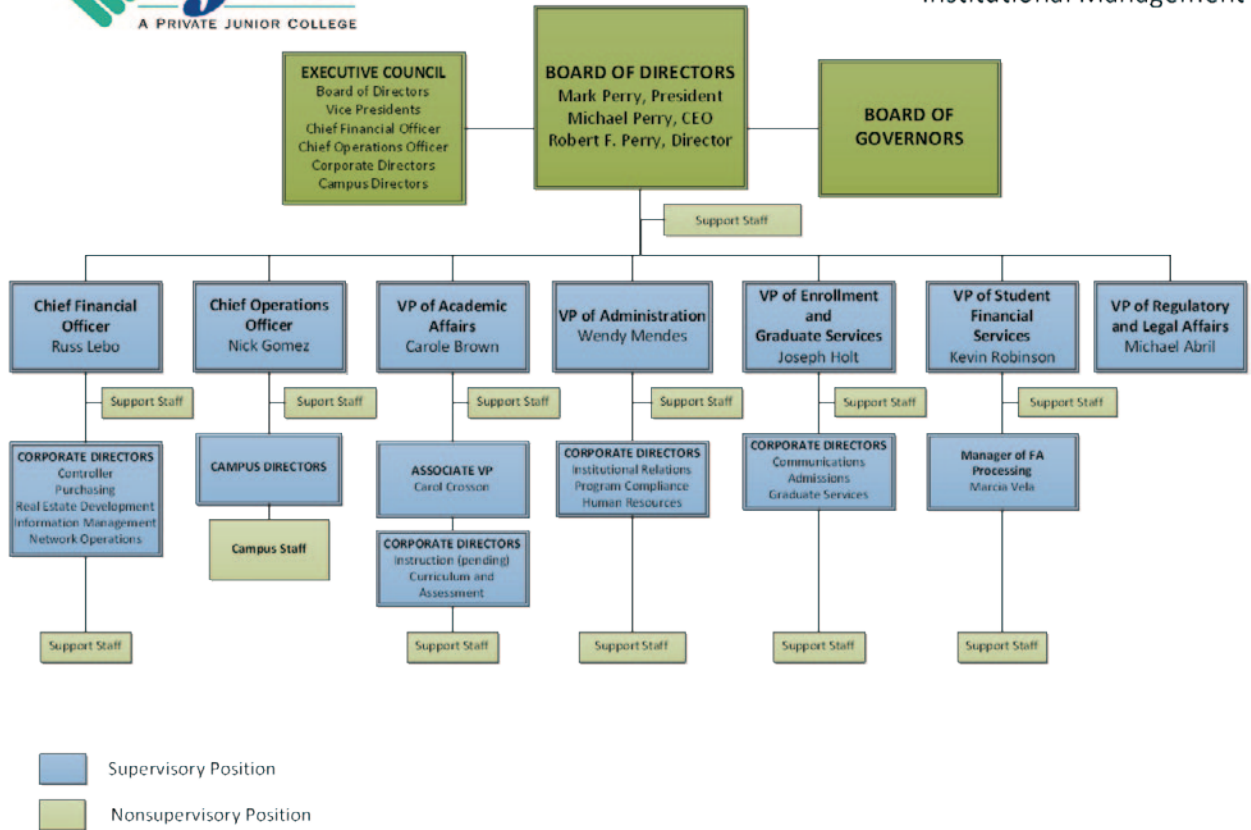 A PRIVATE JUNIOR COLLEGE
Institutional Management
EXECUTIVE COUNCIL
Board of Directors
Vice Presidents
Chief Financial Officer
Chief Operations Officer
Corporate Directors
Campus Directors
BOARD OF DIRECTORS
Mark Perry, President
Michael Perry, CEO
Robert F. Perry, Director
BOARD OF
GOVERNORS
Support Staff
Chief Financial
Officer
Russ Lebo
Chief Operations
Officer
Nick Gomez
VP of Academic
Affairs
Carole Brown
VP of Administration
Wendy Mendes
VP of Enrollment
and
Graduate Services
Joseph Holt
VP of Student
Financial
Services
Kevin Robinson
VP of Regulatory
and Legal Affairs
Michael Abril
Support Staff
Suport Staff
Support Staff
Support Staff
Support Staff
Support Staff
CORPORATE DIRECTORS
Controller
Purchasing
Real Estate Development
Information Management
Network Operations
CAMPUS DIRECTORS
Campus Staff
ASSOCIATE VP
Carol Crosson
CORPORATE DIRECTORS
Instruction (pending)
Curriculum and
Assessment
CORPORATE DIRECTORS
Institutional Relations
Program Compliance
Human Resources
CORPORATE DIRECTORS
Communications
Admissions
Graduate Services
Manager of FA
Processing
Marcia Vela
Support Staff
Support Staff
Support Staff
Support Staff
Support Staff
Supervisory Position
Nonsupervisory Position